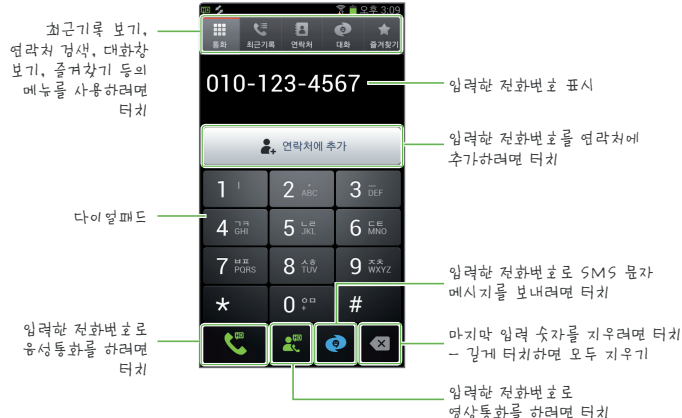 최근기록 보기,
연락처 검색, 대화창
보기, 즐겨찾기 등의
메뉴를 사용하려면
터치
HD
오후 3:09
통화 최근기록 연락처 대화 즐겨찾기
010-123-4567
입력한 전화번호 표시
연락처에 추가
입력한 전화번호를 연락처에
추가하려면 터치
다이얼패드
1 ㅣ 2 ㆍ ABC 3 ㅡ DEF
4 ㄱㅋ GHI 5 ㄴㄹ JKL 6 ㄷㅌ MNO
7 ㅂㅍ PQRS 8 ㅅㅎ TUV 9 ㅈㅊ WXYZ
* 0 ㅇㅁ + #
입력한 전화번호로 SMS 문자
메시지를 보내려면 터치
입력한 전화번호로
음성통화를 하려면
터치
HD HD
마지막 입력 숫자를 지우려면 터치
- 길게 터치하면 모두 지우기
입력한 전화번호로
영상통화를 하려면 터치